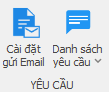 Cài đặt Danh sách
gửi Email yêu cầu
YÊU CẦU